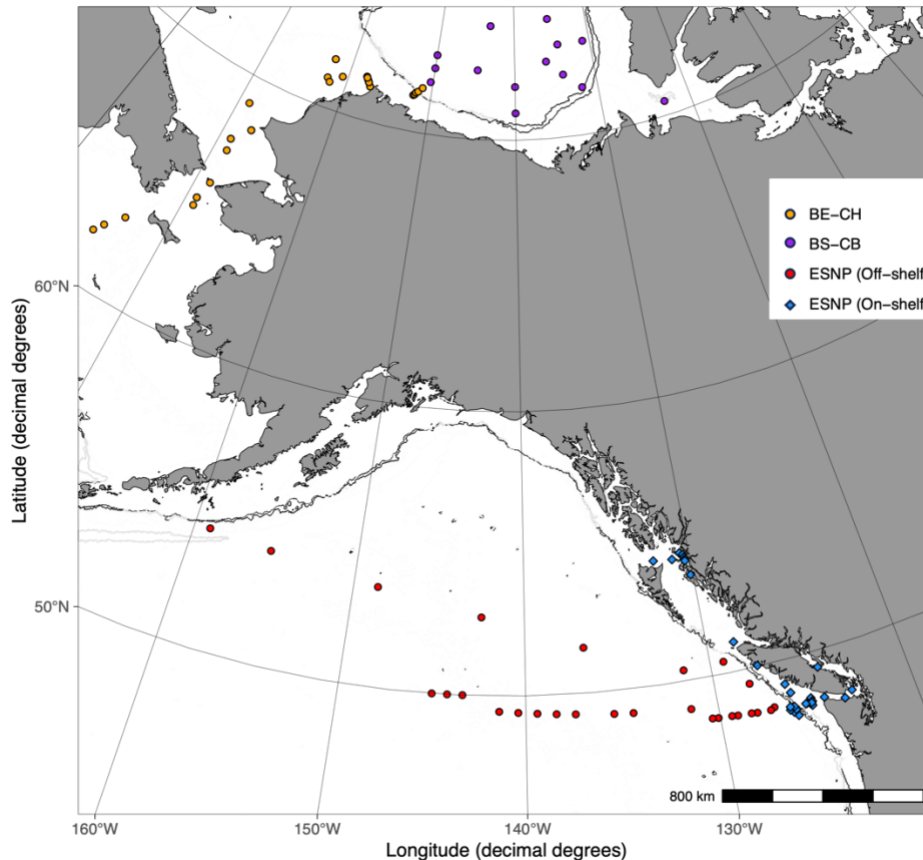 BE−CH
BS−CB
ESNP (Off−shelf
ESNP (On−shelf
60°N
50°N
Latitude (decimal degrees)
800 km
160°W
150°W
140°W
130°W
Longitude (decimal degrees)